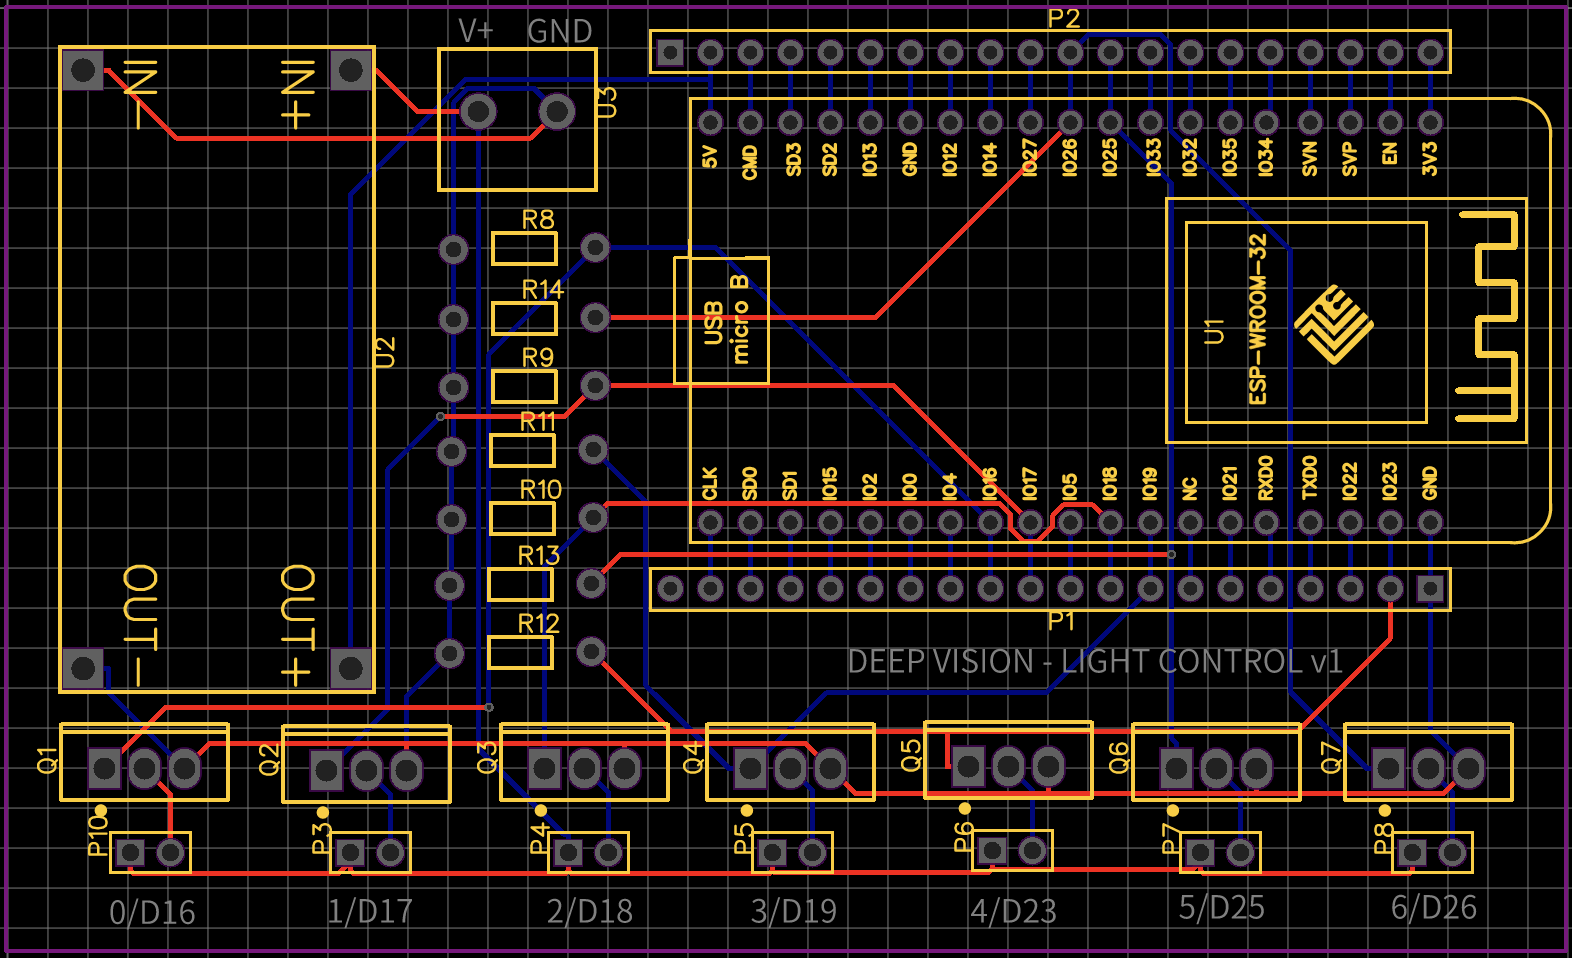 V+ GND
P2
IN- IN+
U3
5V CMD SD3 SD2 IO13 GND IO12 IO14 IO27 IO26 IO25 IO33 IO32 IO35 IO34 SVN SVP EN 3V3
R8
R14
R9
R11
R10
R13
R12
U2
USB
micro B
U1
ESP-WROOM-32
CLK SD0 SD1 IO15 IO2 IO0 IO4 IO16 IO17 IO5 IO18 IO19 NC IO21 RXD0 TXD0 IO22 IO23 GND
OUT- OUT+
P1
DEEP VISION - LIGHT CONTROL v1
Q1 Q2 Q3 Q4 Q5 Q6 Q7
P10 P3 P4 P5 P6 P7 P8
0/D16 1/D17 2/D18 3/D19 4/D23 5/D25 6/D26